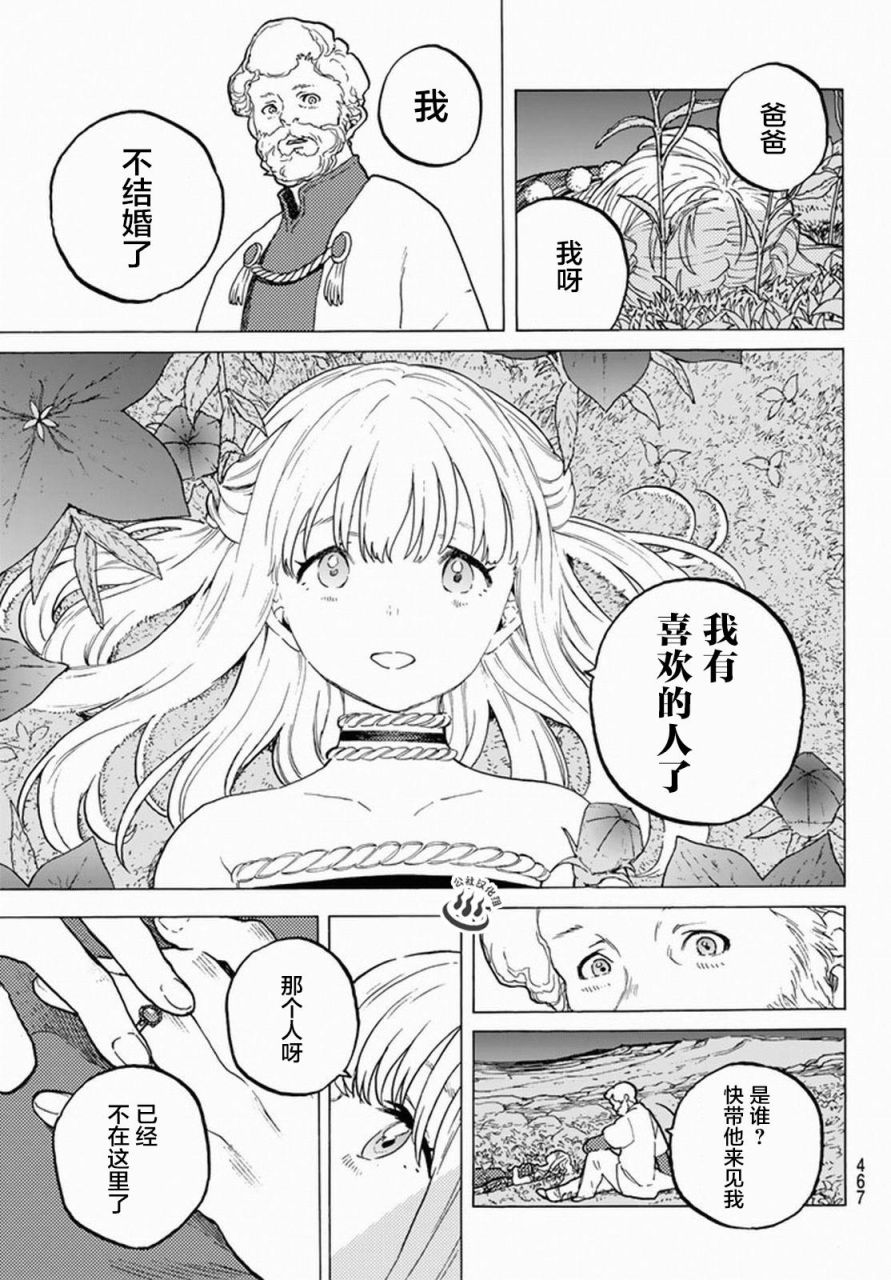 爸爸
我呀
我
不结婚了
我有
喜欢的人了
公社汉化组
是谁?
快带他来见我
那个人呀
已经
不在这里了
467